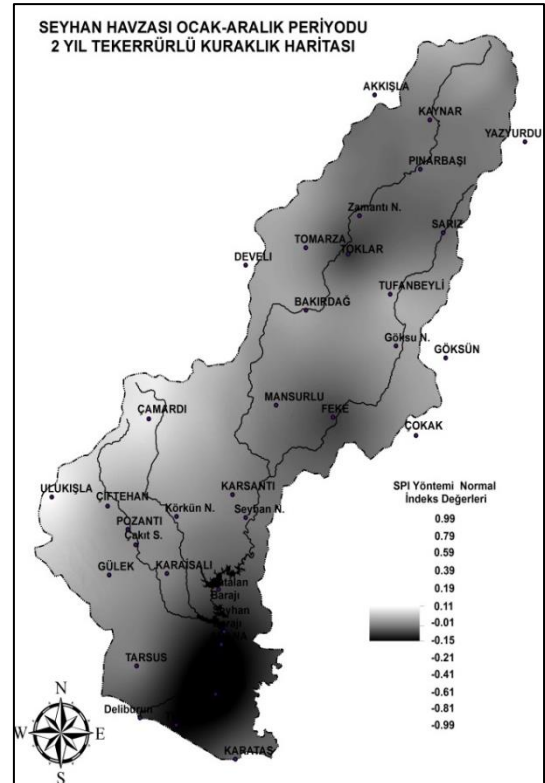 SEYHAN HAVZASI OCAK-ARALIK PERİYODU
2 YIL TEKERRÜRLÜ KURAKLIK HARİTASI
AKKIŞLA
KAYNAR
YAZYURDU
PINARBAŞI
Zamantı N.
SARIZ
TOMARZA
TOKLAR
DEVELİ
TUFANBEYLİ
BAKIRDAĞ
Göksu N.
GÖKSÜN
MANSURLU
FEKE
ÇAMARDI
ÇOKAK
ULUKIŞLA
ÇİFTEHAN
KARSANTI
Körkün N.
Seyhan N.
POZANTI
Çakıt S.
GÜLEK
KARAİSALI
Barajı
TARSUS
Deliburun
KARATAŞ
SPI Yöntemi Normal
İndeks Değerleri
0.99
0.79
0.59
0.39
0.19
0.11
-0.01
-0.15
-0.21
-0.41
-0.61
-0.81
-0.99
N
W
E
S